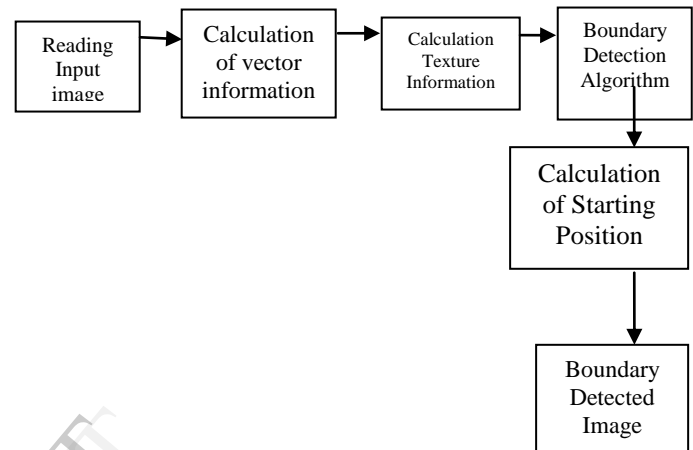 Reading
Input
image
Calculation
of vector
information
Calculation
Texture
Information
Boundary
Detection
Algorithm
Calculation
of Starting
Position
Boundary
Detected
Image